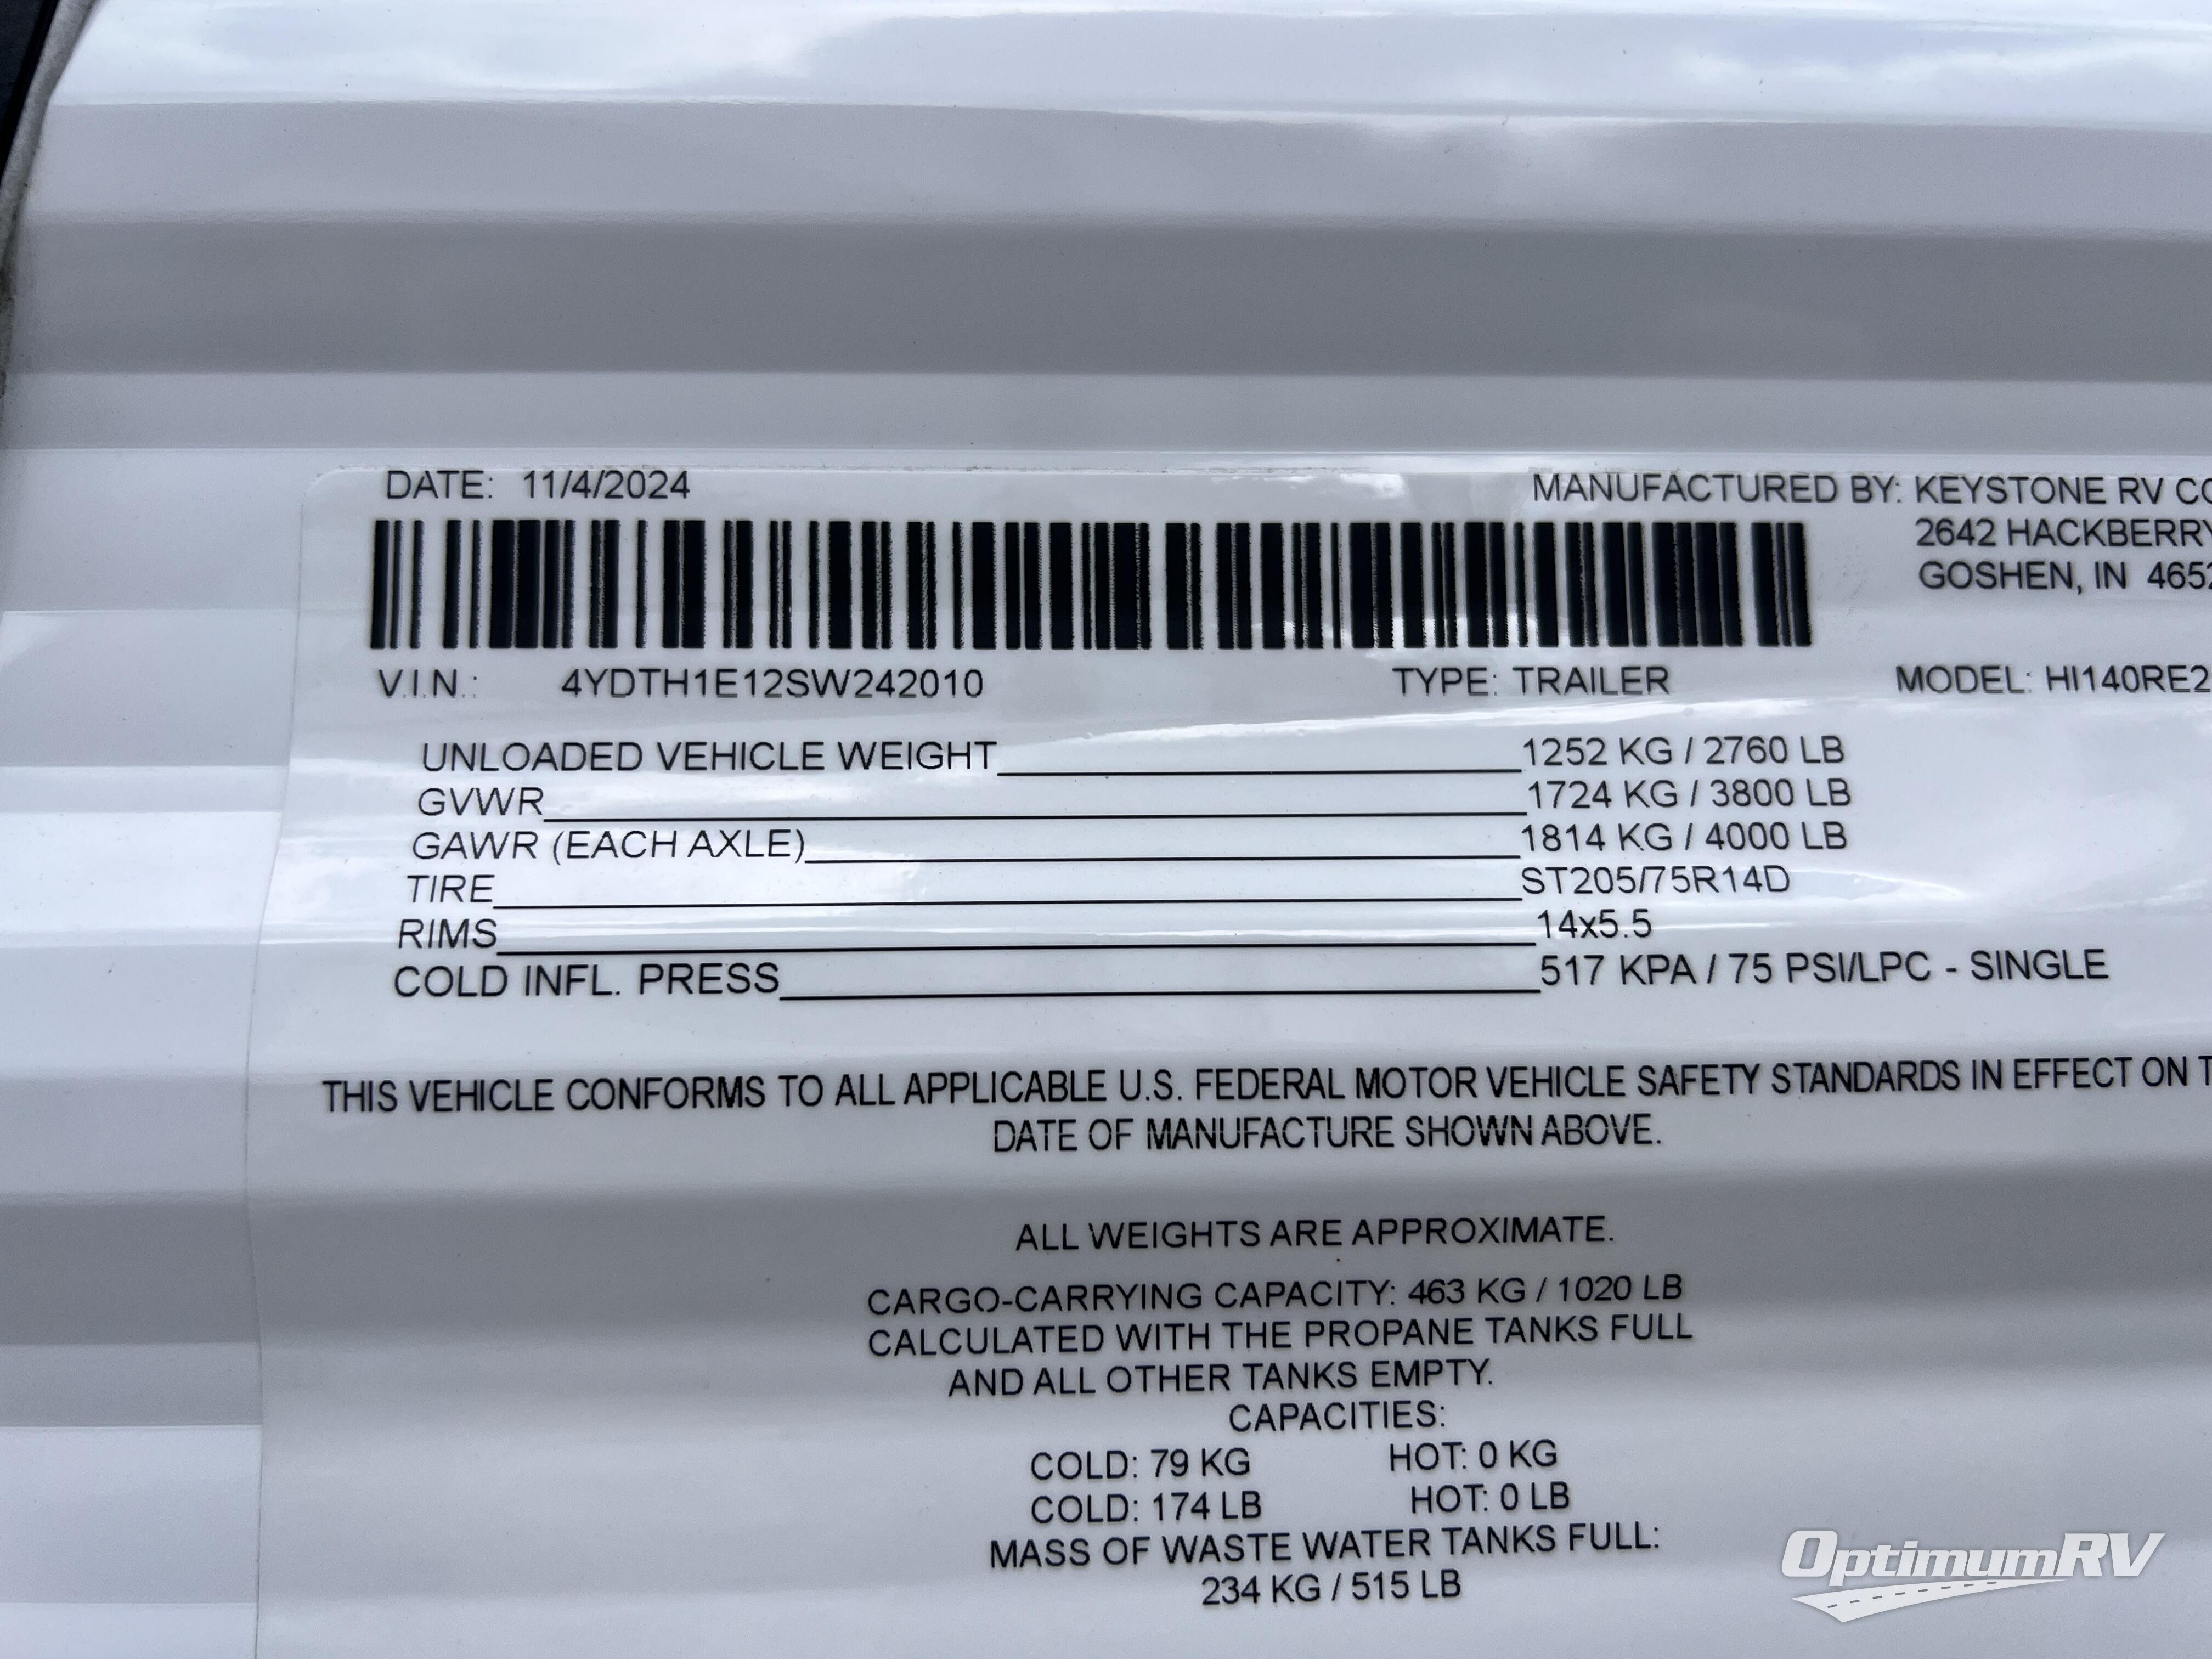 DATE: 11/4/2024
MANUFACTURED BY: KEYSTONE RV CO
2642 HACKBERRY
GOSHEN, IN 4652
V.I.N.: 4YDTH1E12SW242010 TYPE: TRAILER MODEL: HI140RE2
UNLOADED VEHICLE WEIGHT 1252 KG / 2760 LB
GVWR 1724 KG / 3800 LB
GAWR (EACH AXLE) 1814 KG / 4000 LB
TIRE ST205/75R14D
RIMS 14x5.5
COLD INFL. PRESS 517 KPA / 75 PSI/LPC - SINGLE
THIS VEHICLE CONFORMS TO ALL APPLICABLE U.S. FEDERAL MOTOR VEHICLE SAFETY STANDARDS IN EFFECT ON T
DATE OF MANUFACTURE SHOWN ABOVE.
ALL WEIGHTS ARE APPROXIMATE.
CARGO-CARRYING CAPACITY: 463 KG / 1020 LB
CALCULATED WITH THE PROPANE TANKS FULL
AND ALL OTHER TANKS EMPTY.
CAPACITIES:
COLD: 79 KG HOT: 0 KG
COLD: 174 LB HOT: 0 LB
MASS OF WASTE WATER TANKS FULL:
234 KG / 515 LB
OptimumRV